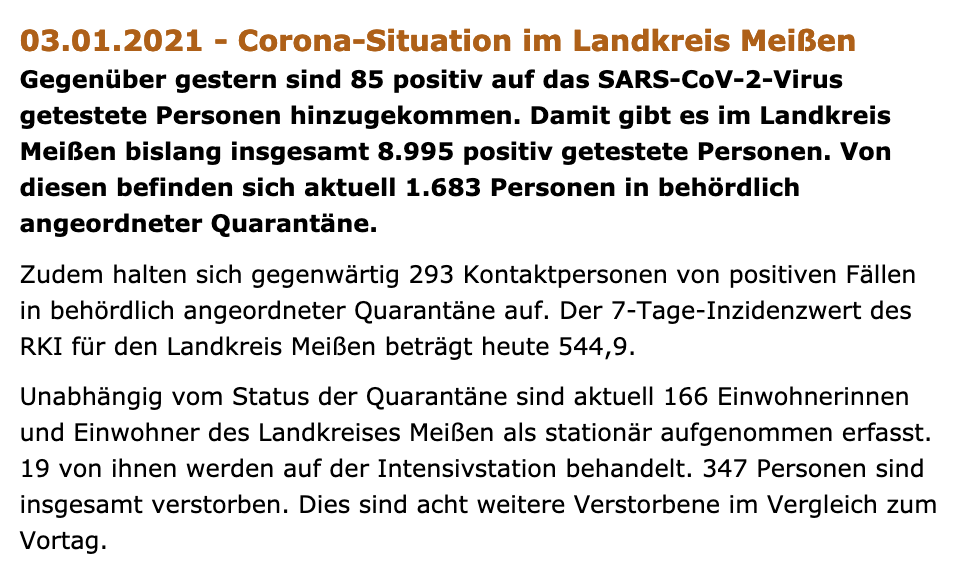 03.01.2021 - Corona-Situation im Landkreis Meißen
Gegenüber gestern sind 85 positiv auf das SARS-CoV-2-Virus
getestete Personen hinzugekommen. Damit gibt es im Landkreis
Meißen bislang insgesamt 8.995 positiv getestete Personen. Von
diesen befinden sich aktuell 1.683 Personen in behördlich
angeordneter Quarantäne.
Zudem halten sich gegenwärtig 293 Kontaktpersonen von positiven Fällen
in behördlich angeordneter Quarantäne auf. Der 7-Tage-Inzidenzwert des
RKI für den Landkreis Meißen beträgt heute 544,9.
Unabhängig vom Status der Quarantäne sind aktuell 166 Einwohnerinnen
und Einwohner des Landkreises Meißen als stationär aufgenommen erfasst.
19 von ihnen werden auf der Intensivstation behandelt. 347 Personen sind
insgesamt verstorben. Dies sind acht weitere Verstorbene im Vergleich zum
Vortag.